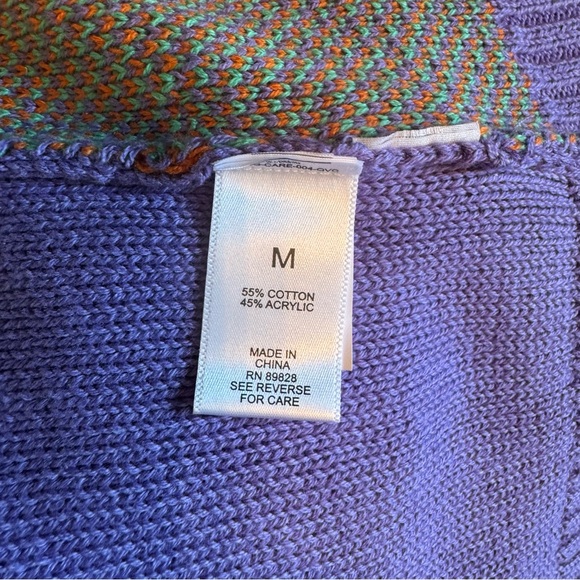 M
55% COTTON
45% ACRYLIC
MADE IN
CHINA
RN 89828
SEE REVERSE
FOR CARE